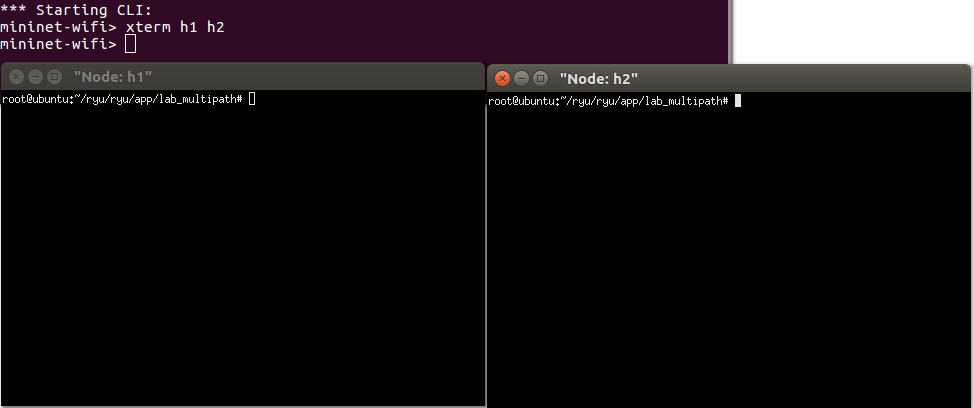 *** Starting CLI:
mininet-wifi> xterm h1 h2
mininet-wifi>
"Node: h1"
root@ubuntu:~/ryu/ryu/app/lab_multipath#
"Node: h2"
root@ubuntu:~/ryu/ryu/app/lab_multipath#